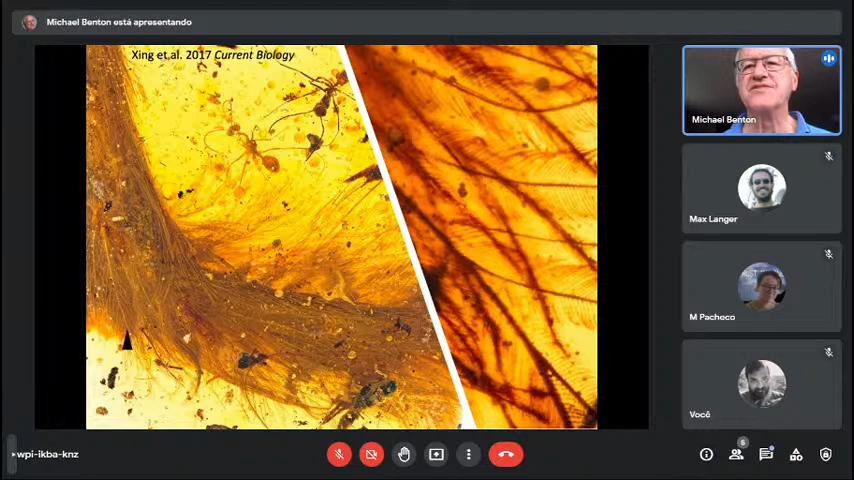 Michael Benton está apresentando
Xing et al. 2017 Current Biology
Michael Benton
Max Langer
M Pacheco
Você
wpi-ikba-knz
6